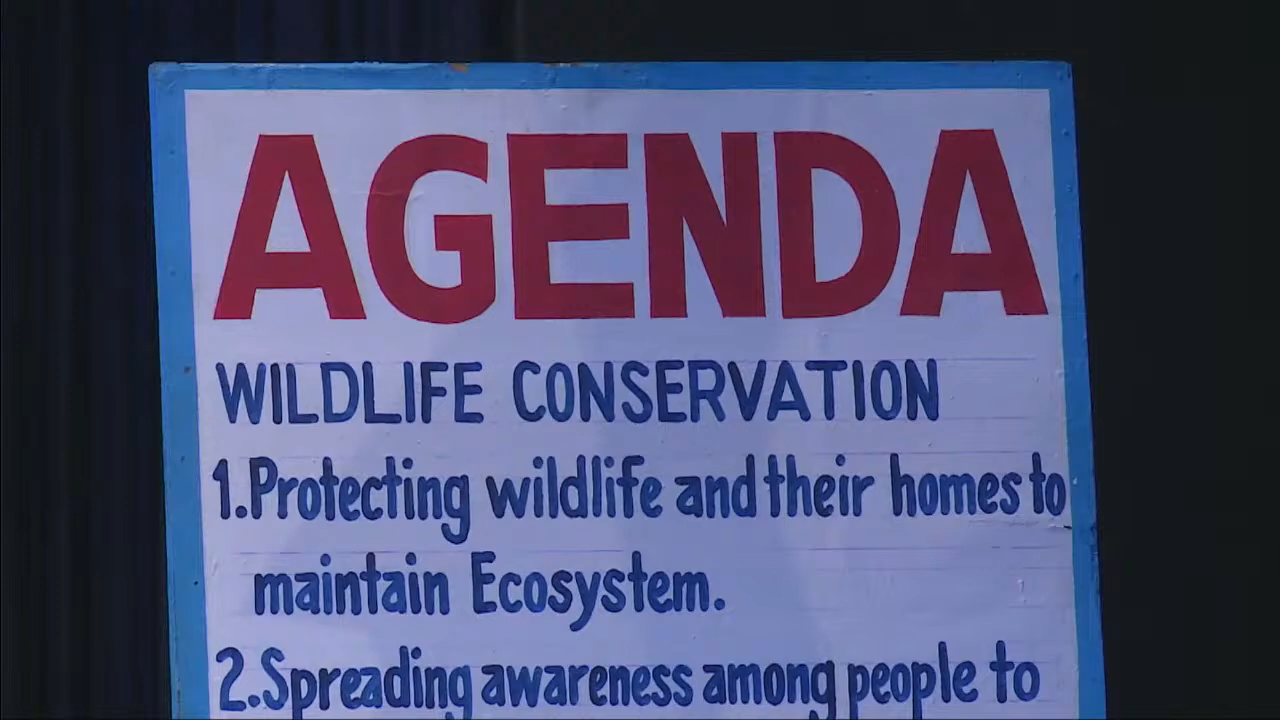 AGENDA
WILDLIFE CONSERVATION
1.Protecting wildlife and their homes to
maintain Ecosystem.
2.Spreading awareness among people to